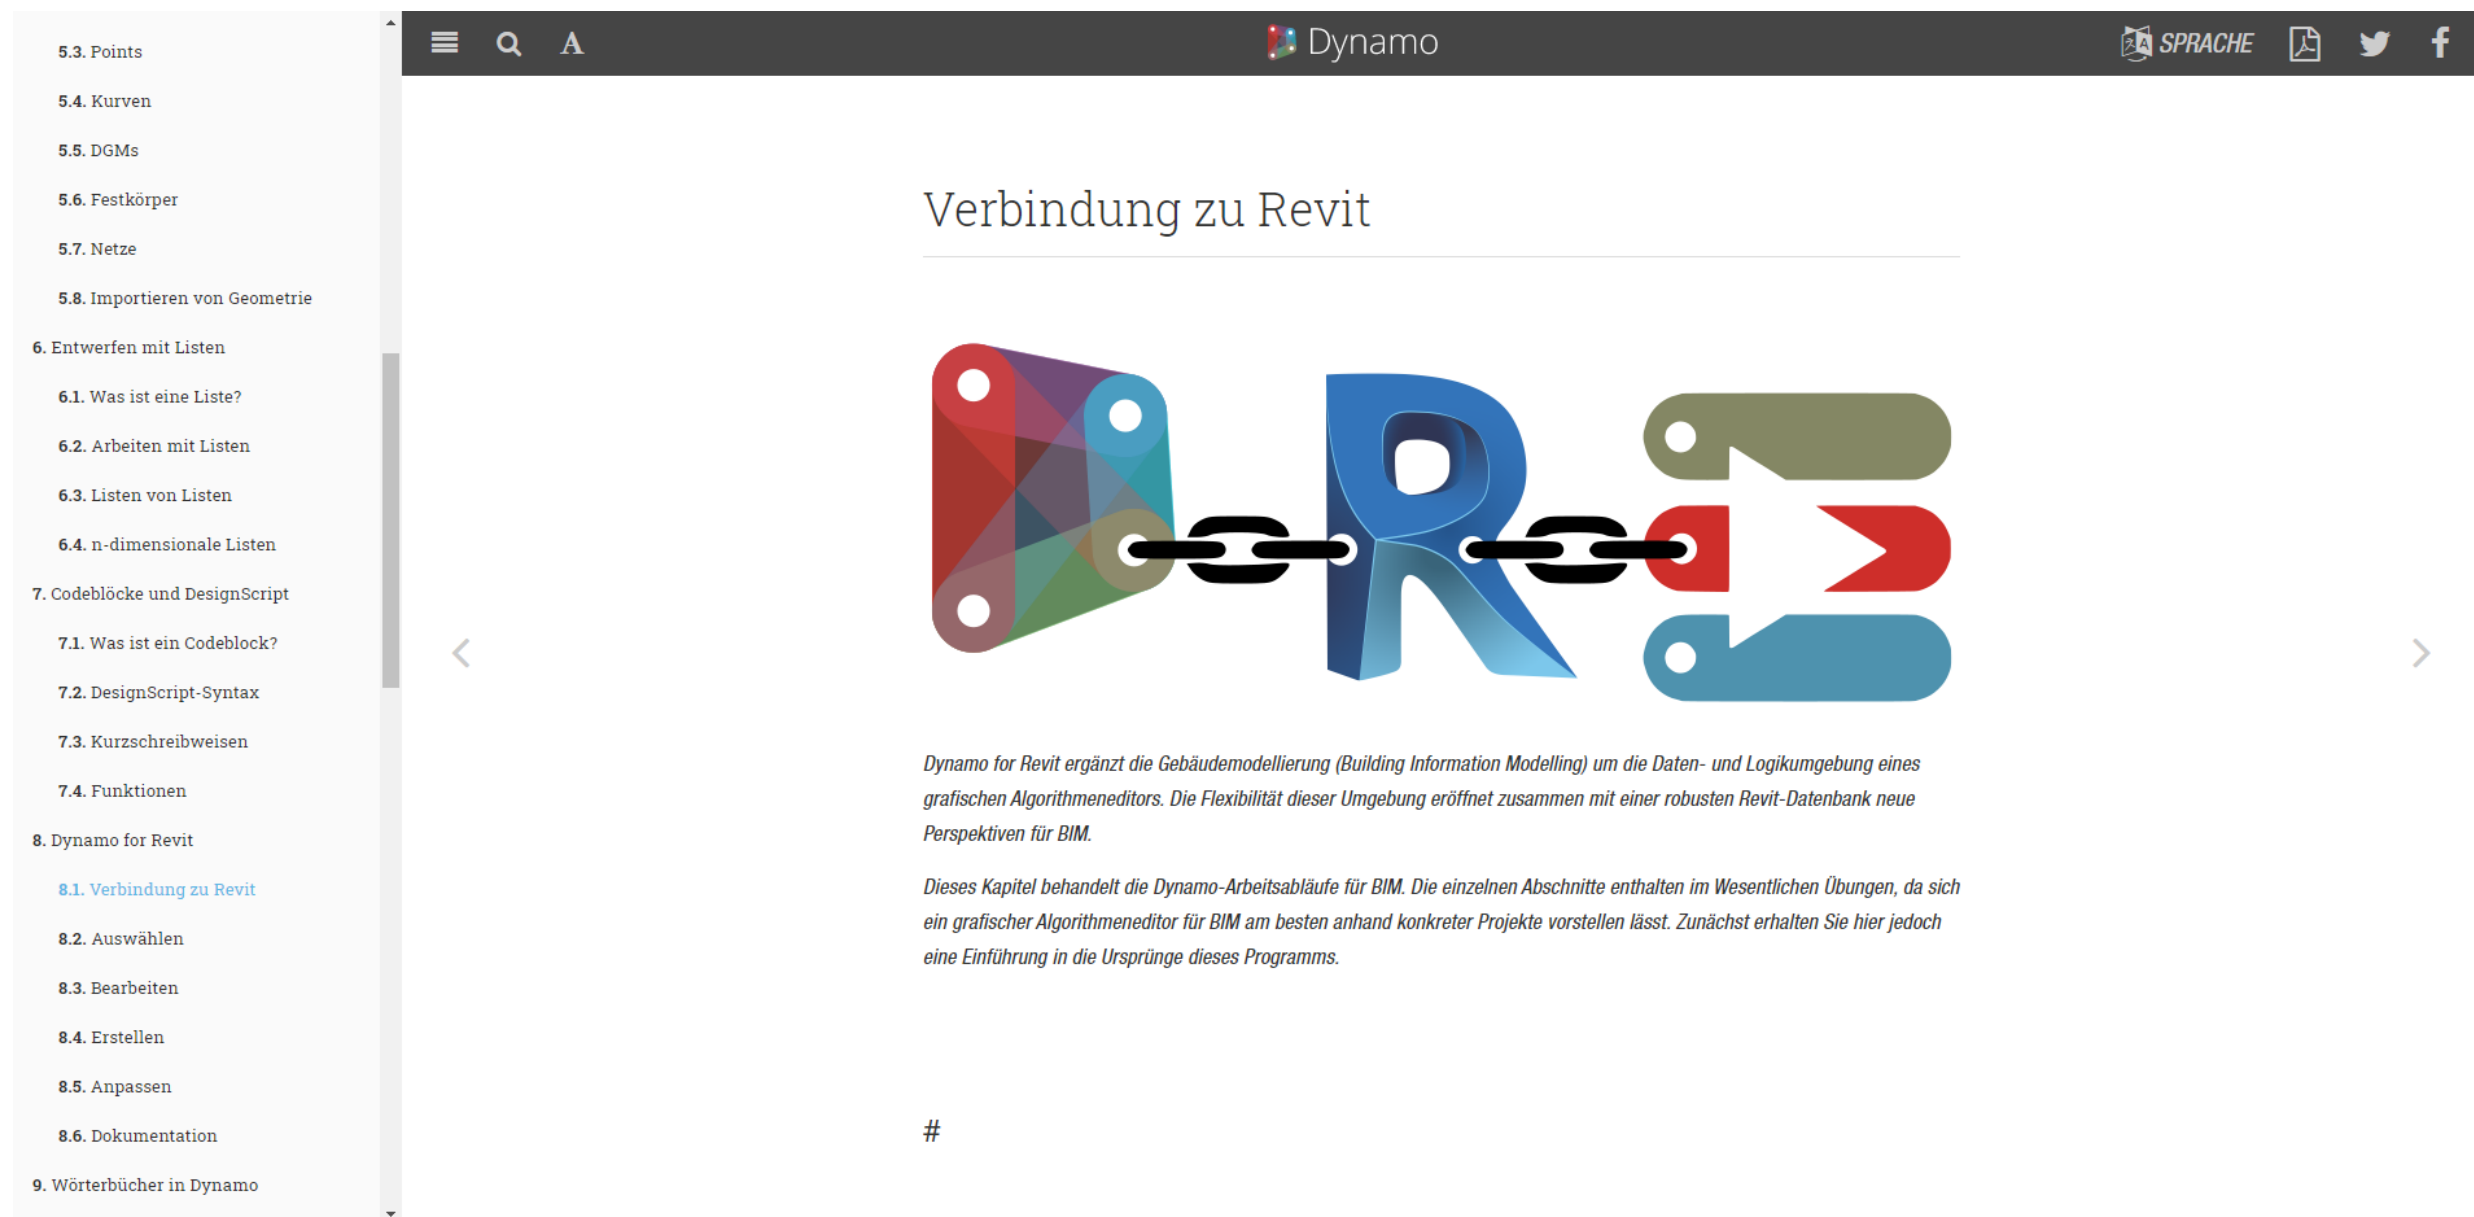 5.3. Points
5.4. Kurven
5.5. DGMs
5.6. Festkörper
5.7. Netze
5.8. Importieren von Geometrie
6. Entwerfen mit Listen
6.1. Was ist eine Liste?
6.2. Arbeiten mit Listen
6.3. Listen von Listen
6.4. n-dimensionale Listen
7. Codeblöcke und DesignScript
7.1. Was ist ein Codeblock?
7.2. DesignScript-Syntax
7.3. Kurzschreibweisen
7.4. Funktionen
8. Dynamo for Revit
8.1. Verbindung zu Revit
8.2. Auswählen
8.3. Bearbeiten
8.4. Erstellen
8.5. Anpassen
8.6. Dokumentation
9. Wörterbücher in Dynamo
A
Dynamo
SPRACHE
Verbindung zu Revit
R
Dynamo for Revit ergänzt die Gebäudemodellierung (Building Information Modelling) um die Daten- und Logikumgebung eines
grafischen Algorithmeneditors. Die Flexibilität dieser Umgebung eröffnet zusammen mit einer robusten Revit-Datenbank neue
Perspektiven für BIM.
Dieses Kapitel behandelt die Dynamo-Arbeitsabläufe für BIM. Die einzelnen Abschnitte enthalten im Wesentlichen Übungen, da sich
ein grafischer Algorithmeneditor für BIM am besten anhand konkreter Projekte vorstellen lässt. Zunächst erhalten Sie hier jedoch
eine Einführung in die Ursprünge dieses Programms.
#